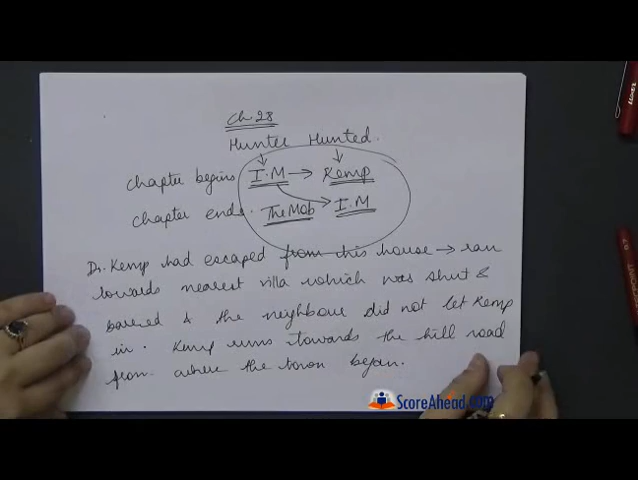 Ch. 28
Hunter Hunted.
Chapter begins I.M → Kemp
Chapter ends. The Mob I.M
Dr. Kemp had escaped from his house → ran
towards nearest villa which was shut &
barred & the neighbour did not let Kemp
in. Kemp runs towards the hill road
from where the town began.
ScoreAhead.com